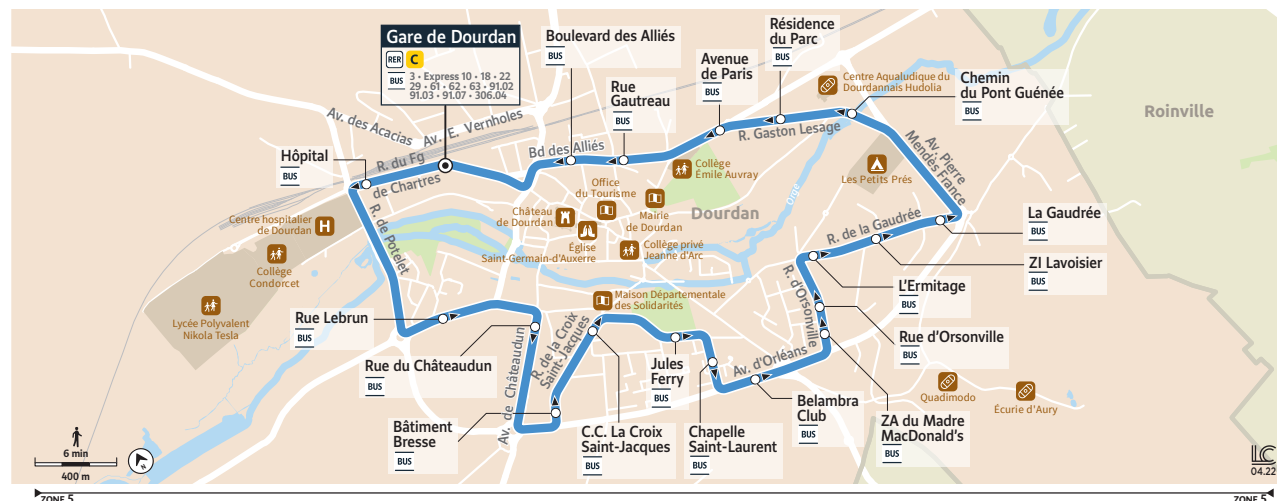 Gare de Dourdan
RER C
BUS
3 • Express 10 • 18 • 22
29 • 61 • 62 • 63 • 91.02
91.03 • 91.07 • 306.04
Boulevard des Alliés
BUS
Rue
Gautreau
BUS
Avenue
de Paris
BUS
Résidence
du Parc
BUS
Centre Aqualudique du
Dourdannais Hudolia
Chemin
du Pont Guénée
BUS
Roinville
Av. des Acacias
Av. E. Vernholes
R. Gaston Lesage
Bd des Alliés
Hôpital
BUS
R. du Fg
de Chartres
Collège
Émile Auvray
Les Petits Prés
Av. Pierre
Mendès France
Office
du Tourisme
Château
de Dourdan
Mairie
de Dourdan
Dourdan
Orge
Église
Saint-Germain-d'Auxerre
Collège privé
Jeanne d'Arc
Centre hospitalier
de Dourdan
H
Collège
Condorcet
R. de Potelet
R. de la Gaudrée
La Gaudrée
BUS
ZI Lavoisier
BUS
L'Ermitage
BUS
R. d'Orsonville
Rue d'Orsonville
BUS
Lycée Polyvalent
Nikola Tesla
Rue Lebrun
BUS
Maison Départementale
des Solidarités
Rue du Châteaudun
BUS
Av. de Châteaudun
R. de la Croix
Saint-Jacques
Jules
Ferry
BUS
Av. d'Orléans
Quadimodo
Écurie d'Aury
Bâtiment
Bresse
BUS
C.C. La Croix
Saint-Jacques
BUS
Chapelle
Saint-Laurent
BUS
Belambra
Club
BUS
ZA du Madre
MacDonald's
BUS
6 min
400 m
N
LC
04.22
ZONE 5
ZONE 5